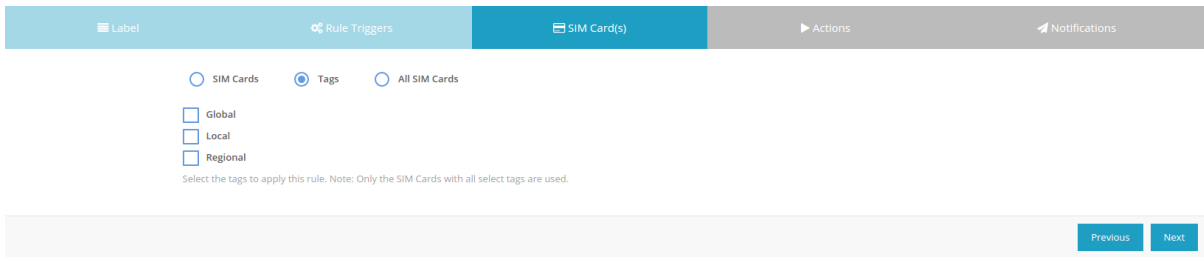 Label Rule Triggers SIM Card(s) Actions Notifications
SIM Cards Tags All SIM Cards
Global
Local
Regional
Select the tags to apply this rule. Note: Only the SIM Cards with all select tags are used.
Previous Next